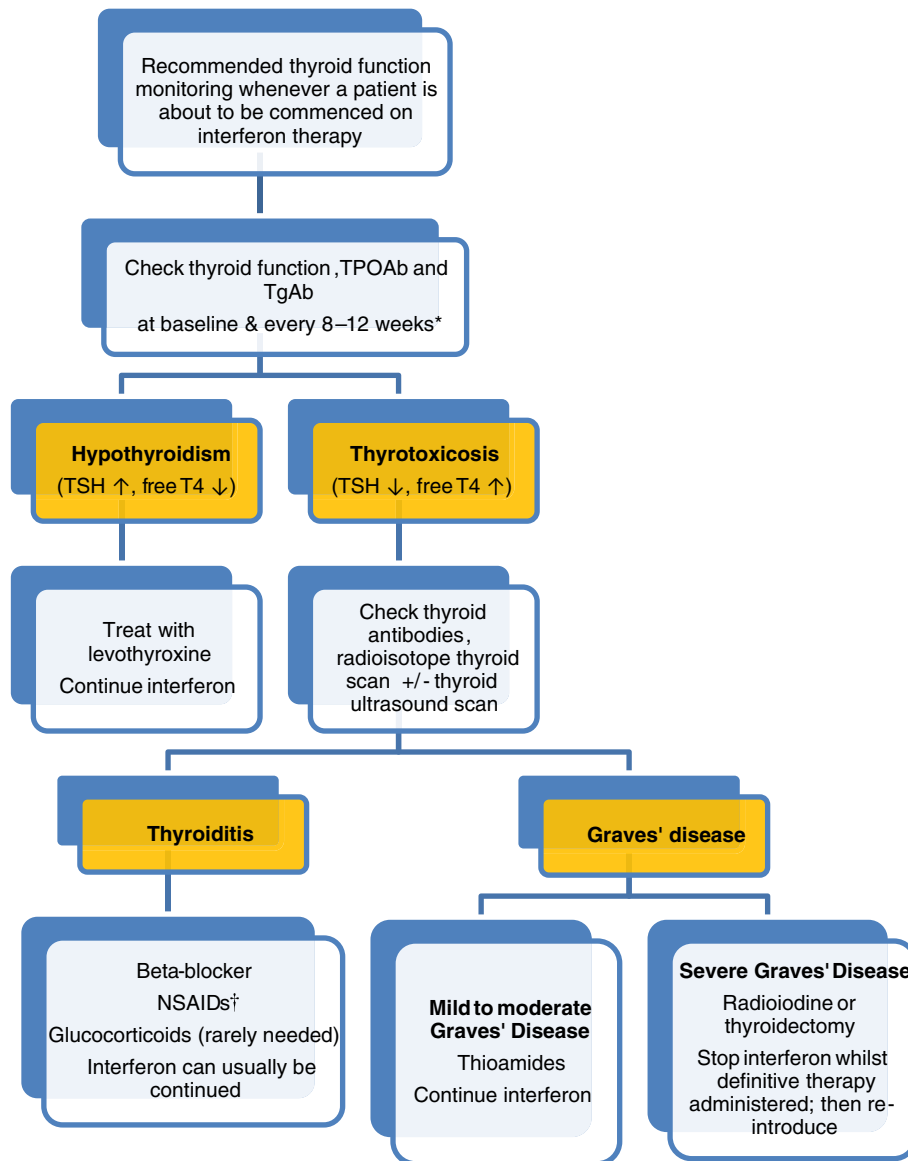 Recommended thyroid function
monitoring whenever a patient is
about to be commenced on
interferon therapy
Check thyroid function ,TPOAb and
TgAb
at baseline & every 8–12 weeks*
Hypothyroidism
(TSH ↑, free T4 ↓)
Thyrotoxicosis
(TSH ↓, free T4 ↑)
Treat with
levothyroxine
Continue interferon
Check thyroid
antibodies,
radioisotope thyroid
scan +/- thyroid
ultrasound scan
Thyroiditis
Graves' disease
Beta-blocker
NSAIDs†
Glucocorticoids (rarely needed)
Interferon can usually be
continued
Mild to moderate
Graves' Disease
Thioamides
Continue interferon
Severe Graves' Disease
Radioiodine or
thyroidectomy
Stop interferon whilst
definitive therapy
administered; then re-
introduce